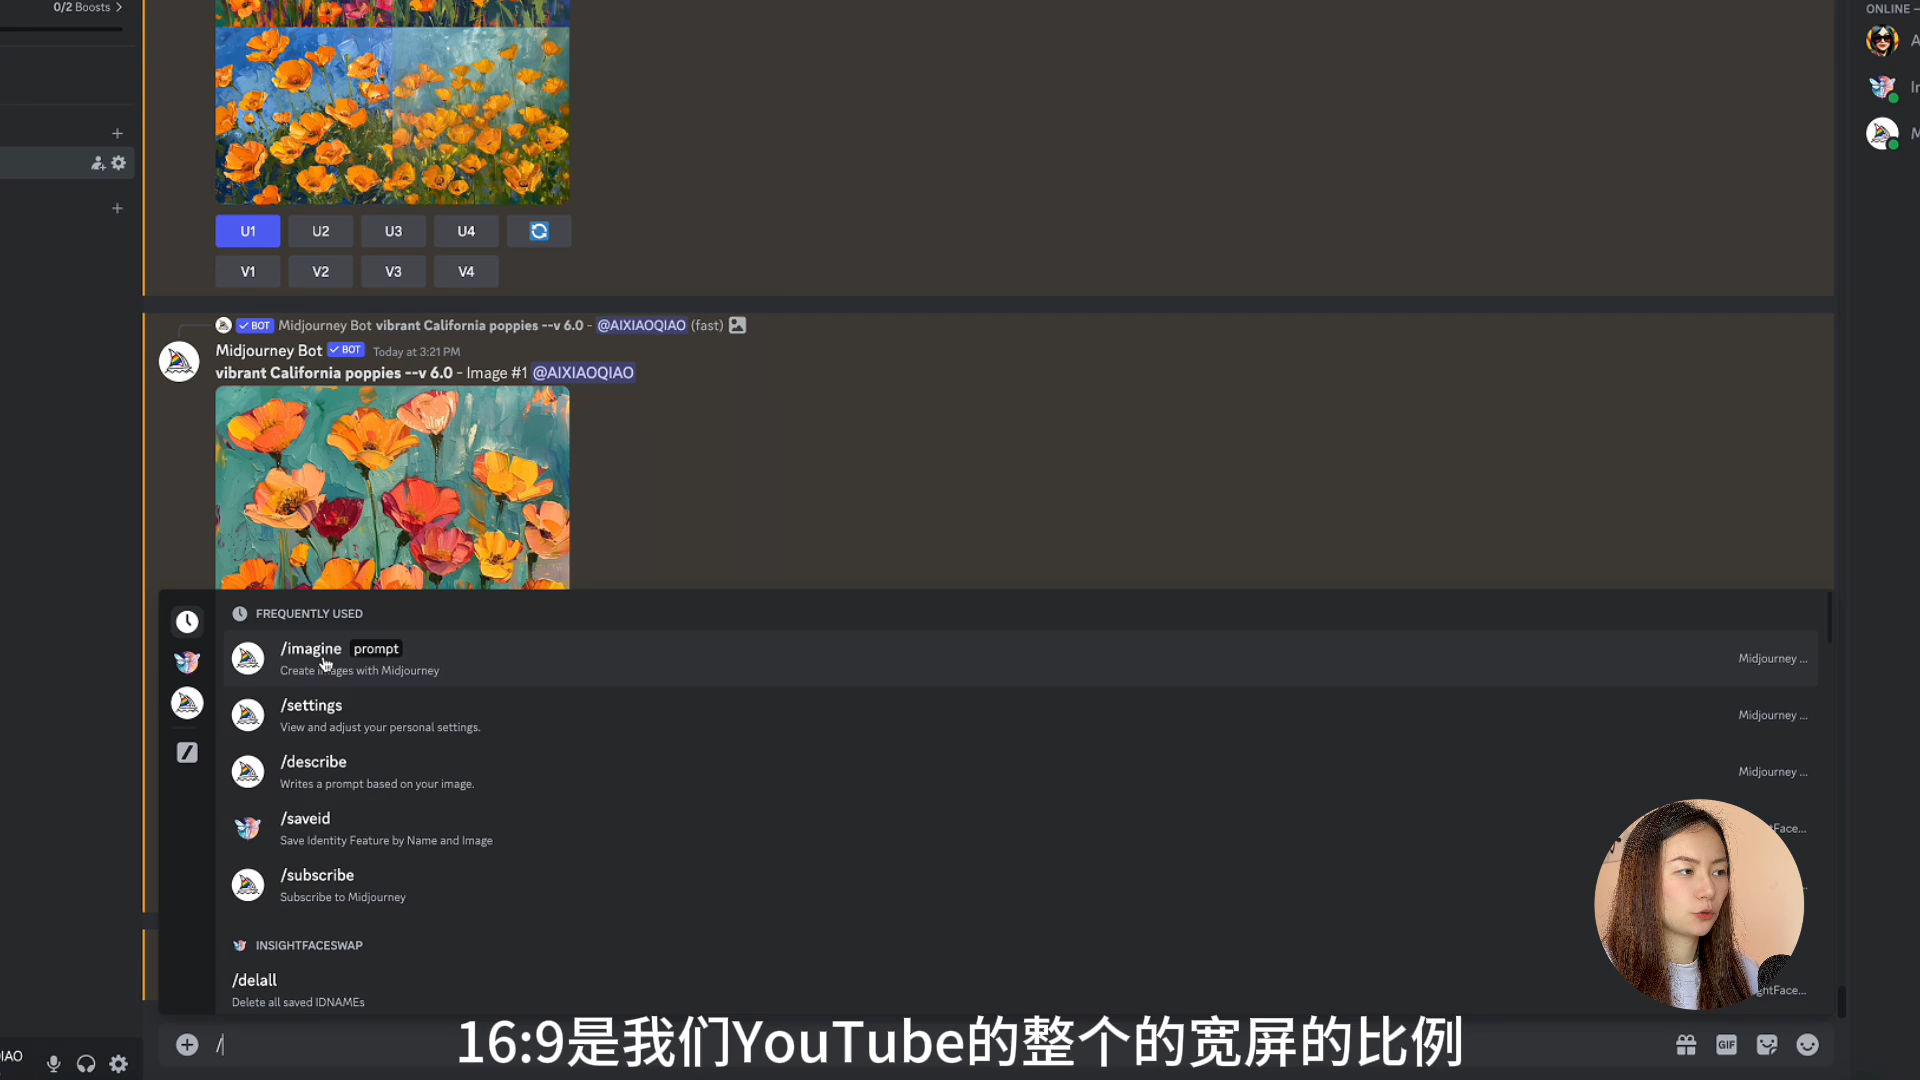 0/2 Boosts
ONLINE –
U1 U2 U3 U4
V1 V2 V3 V4
BOT Midjourney Bot vibrant California poppies --v 6.0 - @AIXIAOQIAO (fast)
Midjourney Bot BOT Today at 3:21 PM
vibrant California poppies --v 6.0 - Image #1 @AIXIAOQIAO
FREQUENTLY USED
/imagine prompt
Create images with Midjourney
Midjourney ...
/settings
View and adjust your personal settings.
Midjourney ...
/describe
Writes a prompt based on your image.
Midjourney ...
/saveid
Save Identity Feature by Name and Image
/subscribe
Subscribe to Midjourney
INSIGHTFACESWAP
/delall
Delete all saved IDNAMEs
/
GIF
16:9是我们YouTube的整个的宽屏的比例